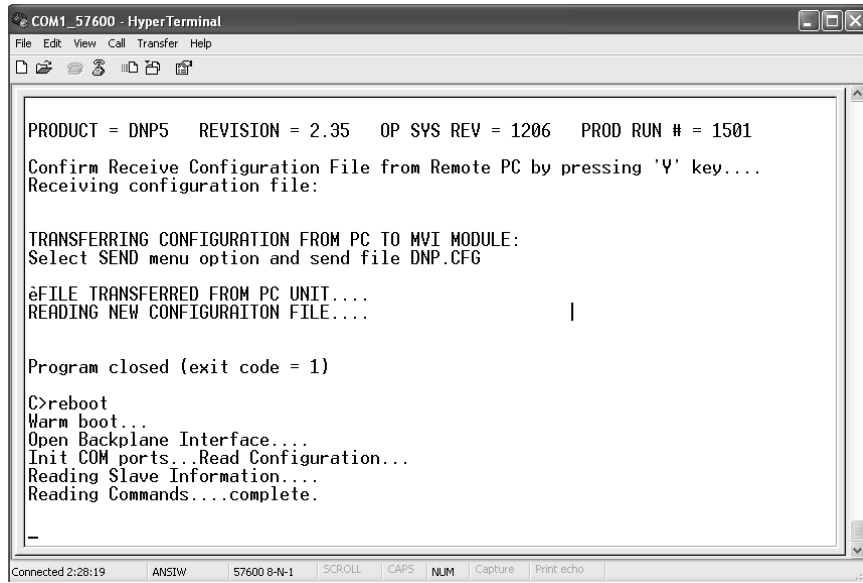 COM1_57600 - HyperTerminal
File Edit View Call Transfer Help
PRODUCT = DNP5 REVISION = 2.35 OP SYS REV = 1206 PROD RUN # = 1501
Confirm Receive Configuration File from Remote PC by pressing 'Y' key....
Receiving configuration file:
TRANSFERRING CONFIGURATION FROM PC TO MVI MODULE:
Select SEND menu option and send file DNP.CFG
èFILE TRANSFERRED FROM PC UNIT....
READING NEW CONFIGURAITON FILE....
Program closed (exit code = 1)
C>reboot
Warm boot...
Open Backplane Interface....
Init COM ports...Read Configuration...
Reading Slave Information....
Reading Commands....complete.
Connected 2:28:19 ANSIW 57600 8-N-1 SCROLL CAPS NUM Capture Print echo